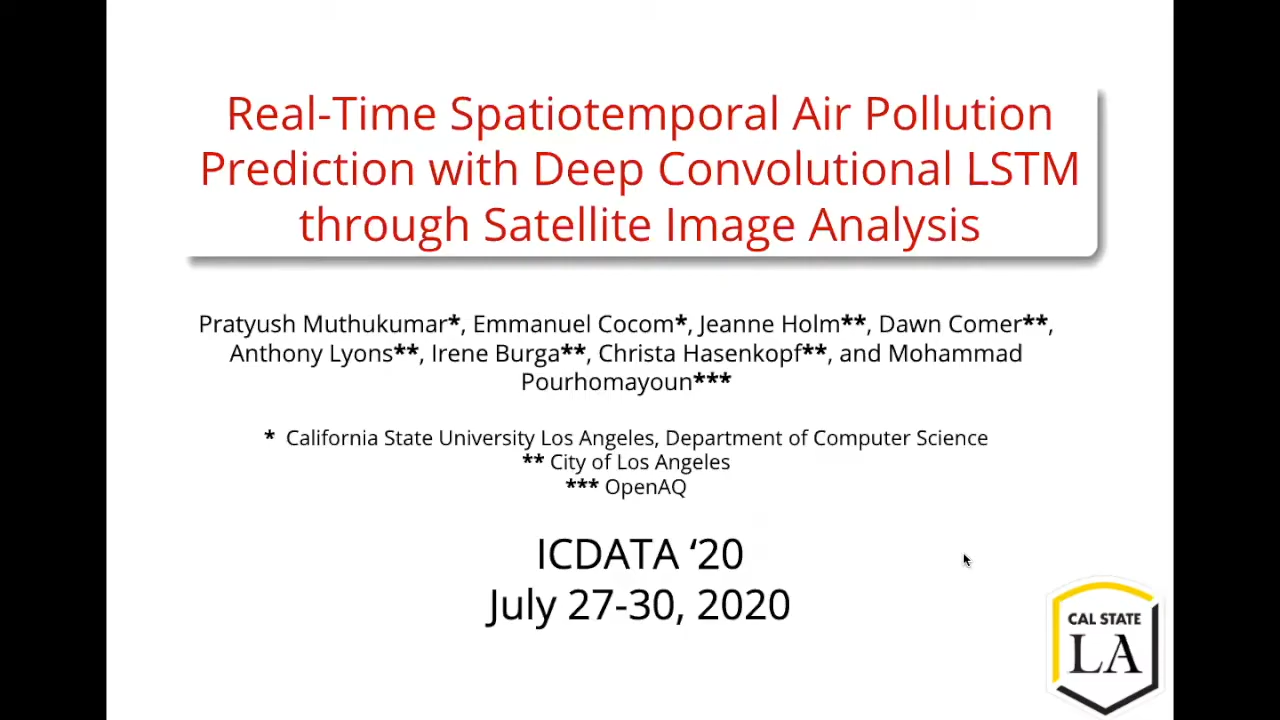 Real-Time Spatiotemporal Air Pollution
Prediction with Deep Convolutional LSTM
through Satellite Image Analysis
Pratyush Muthukumar*, Emmanuel Cocom*, Jeanne Holm**, Dawn Comer**,
Anthony Lyons**, Irene Burga**, Christa Hasenkopf**, and Mohammad
Pourhomayoun***
* California State University Los Angeles, Department of Computer Science
** City of Los Angeles
*** OpenAQ
ICDATA ‘20
July 27-30, 2020
CAL STATE
LA